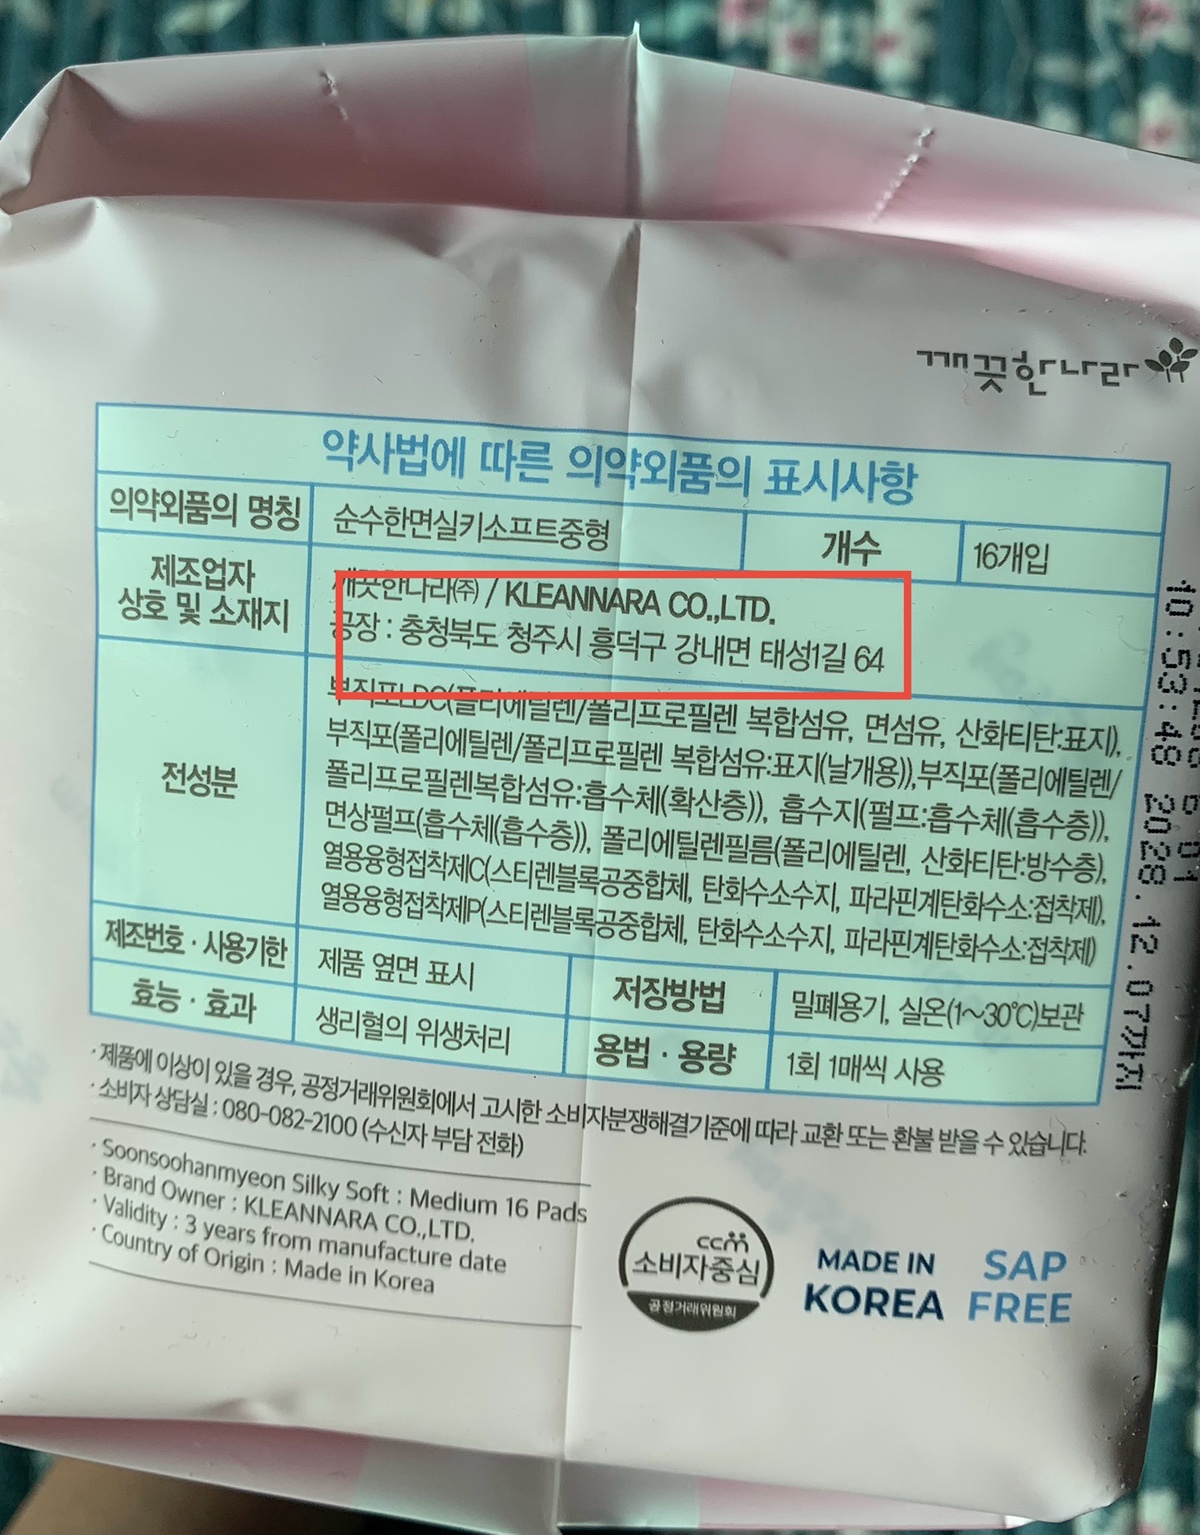 깨끗한나라
약사법에 따른 의약외품의 표시사항
의약외품의 명칭 순수한면실키소프트중형 개수 16개입
제조업자
상호 및 소재지
깨끗한나라㈜ / KLEANNARA CO.,LTD.
공장 : 충청북도 청주시 흥덕구 강내면 태성1길 64
전성분
부직포LDC(폴리에틸렌/폴리프로필렌 복합섬유, 면섬유, 산화티탄:표지),
부직포(폴리에틸렌/폴리프로필렌 복합섬유:표지(날개용)),부직포(폴리에틸렌/
폴리프로필렌복합섬유:흡수체(확산층)), 흡수지(펄프:흡수체(흡수층)),
면상펄프(흡수체(흡수층)), 폴리에틸렌필름(폴리에틸렌, 산화티탄:방수층),
열용융형접착제C(스티렌블록공중합체, 탄화수소수지, 파라핀계탄화수소:접착제),
열용융형접착제P(스티렌블록공중합체, 탄화수소수지, 파라핀계탄화수소:접착제)
제조번호 · 사용기한 제품 옆면 표시 저장방법 밀폐용기, 실온(1~30℃)보관
효능 · 효과 생리혈의 위생처리 용법 · 용량 1회 1매씩 사용
· 제품에 이상이 있을 경우, 공정거래위원회에서 고시한 소비자분쟁해결기준에 따라 교환 또는 환불 받을 수 있습니다.
· 소비자 상담실 : 080-082-2100 (수신자 부담 전화)
· Soonsoohanmyeon Silky Soft : Medium 16 Pads
· Brand Owner : KLEANNARA CO.,LTD.
· Validity : 3 years from manufacture date
· Country of Origin : Made in Korea
ccm
소비자중심
공정거래위원회
MADE IN
KOREA
SAP
FREE
10:53:48 2028.12.07까지